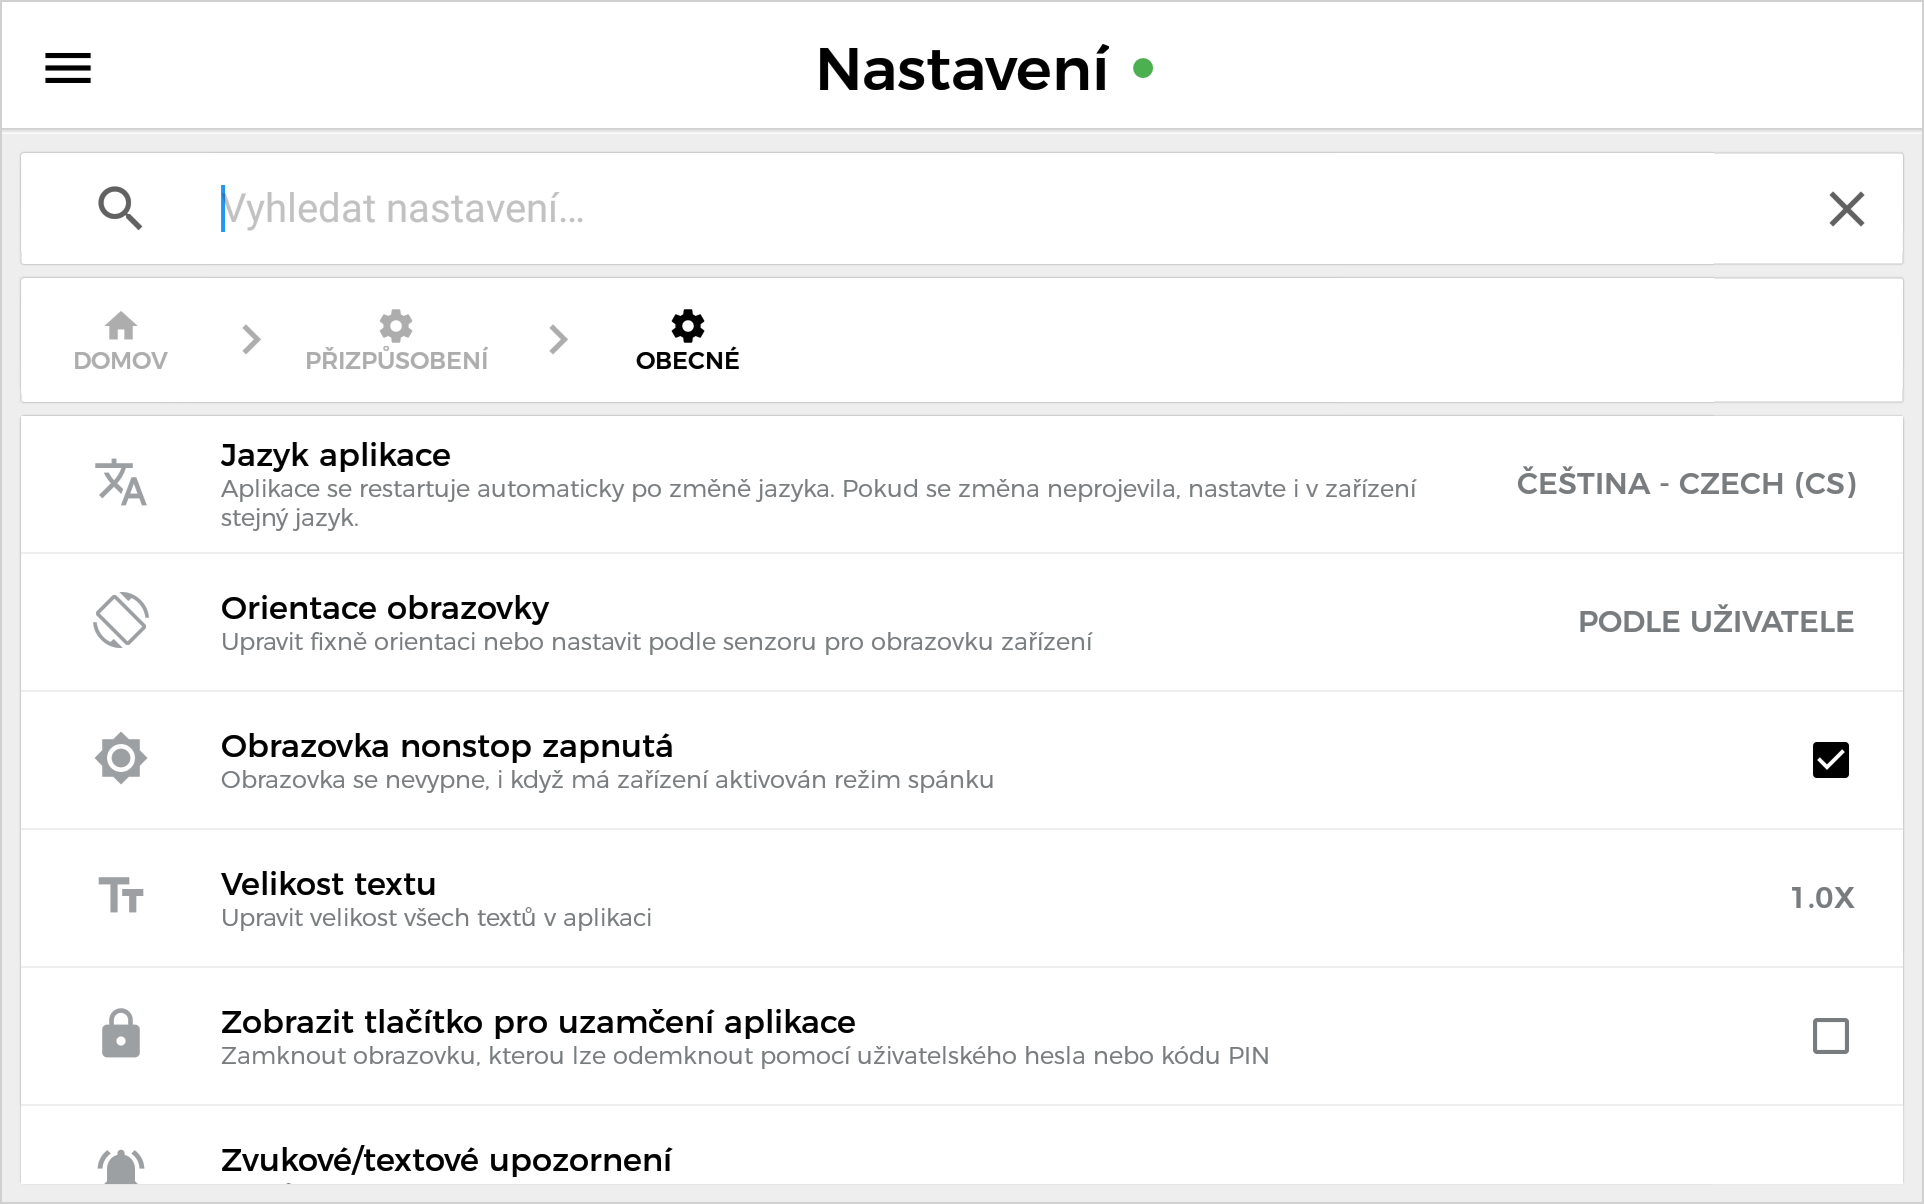 Nastavení
Vyhledat nastavení...
DOMOV
PŘIZPŮSOBENÍ
OBECNÉ
Jazyk aplikace
Aplikace se restartuje automaticky po změně jazyka. Pokud se změna neprojevila, nastavte i v zařízení
stejný jazyk.
ČEŠTINA - CZECH (CS)
Orientace obrazovky
Upravit fixně orientaci nebo nastavit podle senzoru pro obrazovku zařízení
PODLE UŽIVATELE
Obrazovka nonstop zapnutá
Obrazovka se nevypne, i když má zařízení aktivován režim spánku
Velikost textu
Upravit velikost všech textů v aplikaci
1.0X
Zobrazit tlačítko pro uzamčení aplikace
Zamknout obrazovku, kterou lze odemknout pomocí uživatelského hesla nebo kódu PIN
Zvukové/textové upozornení